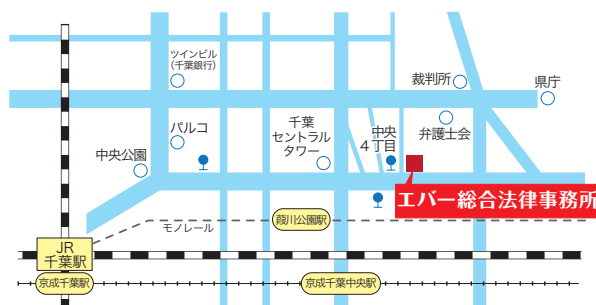 ツインビル
(千葉銀行)
裁判所
県庁
パルコ
千葉
セントラル
タワー
中央
4丁目
弁護士会
中央公園
エバー総合法律事務所
モノレール
葭川公園駅
JR
千葉駅
京成千葉駅
京成千葉中央駅